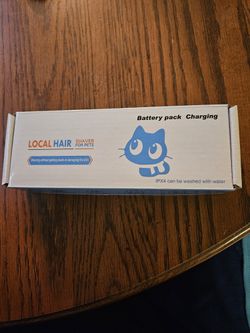 Battery pack Charging
LOCAL HAIR
SHAVER
FOR PETS
IPX4 can be washed with water